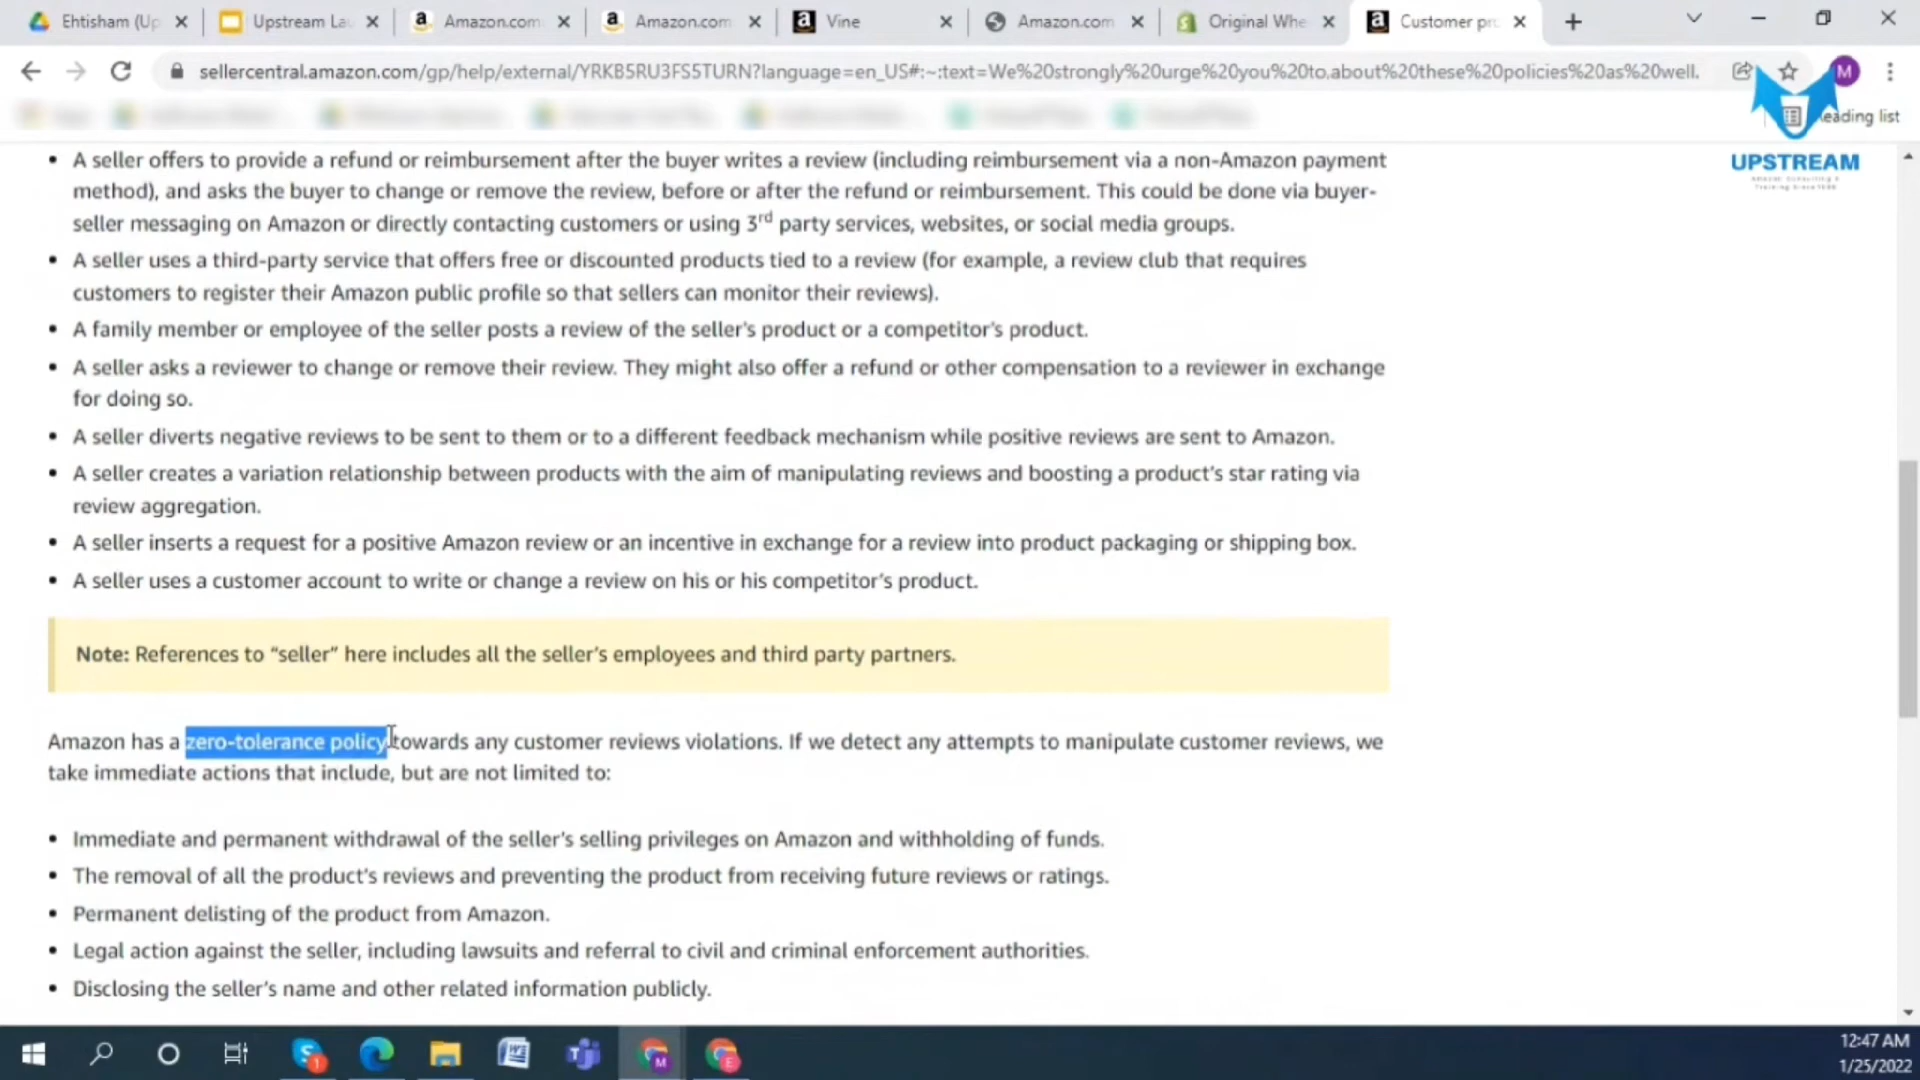 Ehtisham (Up
Upstream La
Amazon.com
Amazon.com
Vine
Amazon.com
Original Whe
Customer pr
sellercentral.amazon.com/gp/help/external/YRKB5RU3FS5TURN?language=en_US#:~:text=We%20strongly%20urge%20you%20to,about%20these%20policies%20as%20well.
M
eading list
UPSTREAM
• A seller offers to provide a refund or reimbursement after the buyer writes a review (including reimbursement via a non-Amazon payment
method), and asks the buyer to change or remove the review, before or after the refund or reimbursement. This could be done via buyer-
seller messaging on Amazon or directly contacting customers or using 3rd party services, websites, or social media groups.
• A seller uses a third-party service that offers free or discounted products tied to a review (for example, a review club that requires
customers to register their Amazon public profile so that sellers can monitor their reviews).
• A family member or employee of the seller posts a review of the seller's product or a competitor's product.
• A seller asks a reviewer to change or remove their review. They might also offer a refund or other compensation to a reviewer in exchange
for doing so.
• A seller diverts negative reviews to be sent to them or to a different feedback mechanism while positive reviews are sent to Amazon.
• A seller creates a variation relationship between products with the aim of manipulating reviews and boosting a product's star rating via
review aggregation.
• A seller inserts a request for a positive Amazon review or an incentive in exchange for a review into product packaging or shipping box.
• A seller uses a customer account to write or change a review on his or his competitor's product.
Note: References to “seller” here includes all the seller's employees and third party partners.
Amazon has a zero-tolerance policy towards any customer reviews violations. If we detect any attempts to manipulate customer reviews, we
take immediate actions that include, but are not limited to:
• Immediate and permanent withdrawal of the seller's selling privileges on Amazon and withholding of funds.
• The removal of all the product's reviews and preventing the product from receiving future reviews or ratings.
• Permanent delisting of the product from Amazon.
• Legal action against the seller, including lawsuits and referral to civil and criminal enforcement authorities.
• Disclosing the seller's name and other related information publicly.
12:47 AM
1/25/2022